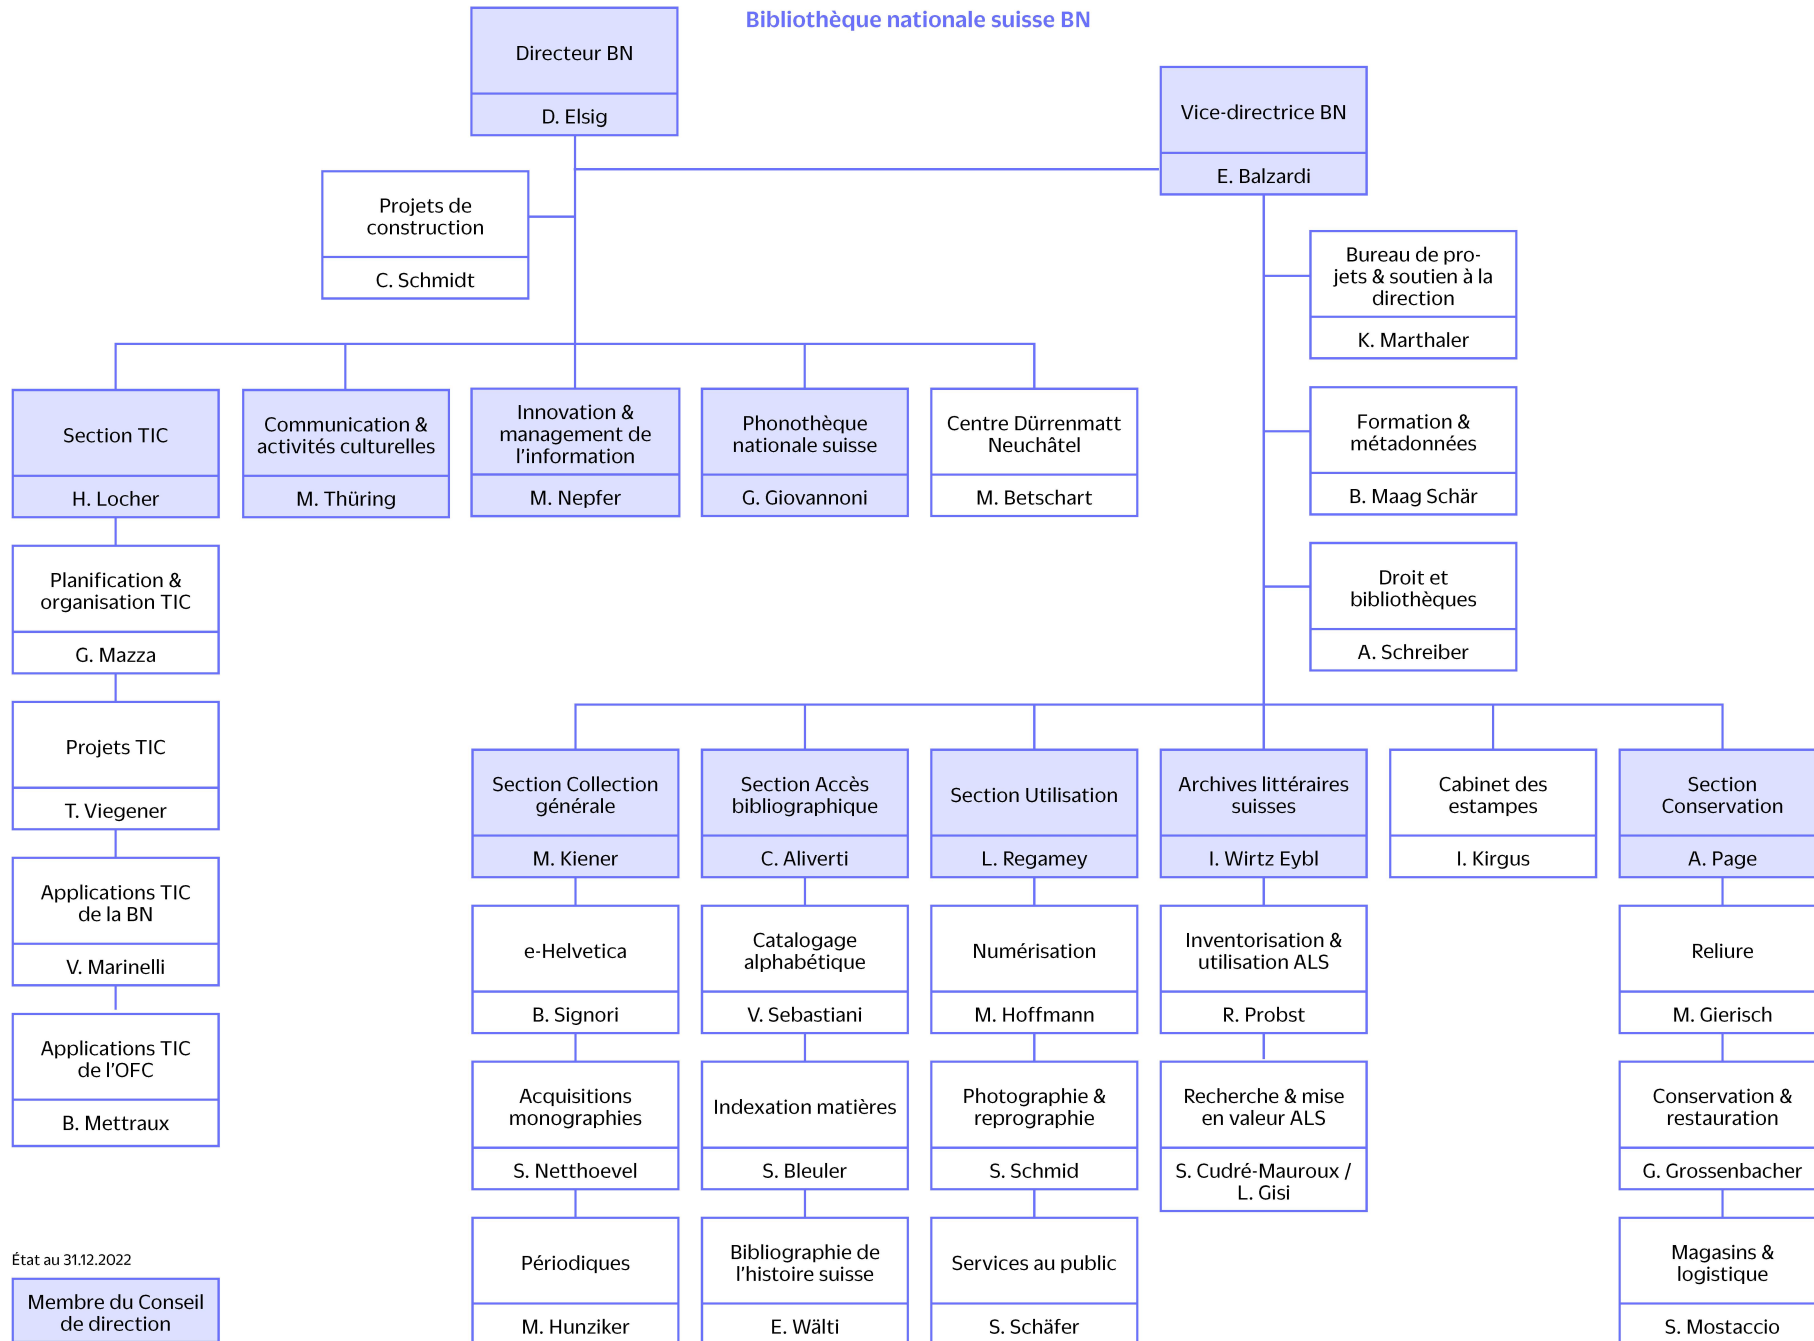 Bibliothèque nationale suisse BN
Directeur BN
D. Elsig
Vice-directrice BN
E. Balzardi
Projets de
construction
C. Schmidt
Bureau de pro-
jets & soutien à la
direction
K. Marthaler
Formation &
métadonnées
B. Maag Schär
Droit et
bibliothèques
A. Schreiber
Section TIC
H. Locher
Communication &
activités culturelles
M. Thüring
Innovation &
management de
l'information
M. Nepfer
Phonothèque
nationale suisse
G. Giovannoni
Centre Dürrenmatt
Neuchâtel
M. Betschart
Planification &
organisation TIC
G. Mazza
Projets TIC
T. Viegener
Applications TIC
de la BN
V. Marinelli
Applications TIC
de l'OFC
B. Mettraux
Section Collection
générale
M. Kiener
e-Helvetica
B. Signori
Acquisitions
monographies
S. Netthoevel
Périodiques
M. Hunziker
Section Accès
bibliographique
C. Aliverti
Catalogage
alphabétique
V. Sebastiani
Indexation matières
S. Bleuler
Bibliographie de
l'histoire suisse
E. Wälti
Section Utilisation
L. Regamey
Numérisation
M. Hoffmann
Photographie &
reprographie
S. Schmid
Services au public
S. Schäfer
Archives littéraires
suisses
I. Wirtz Eybl
Inventorisation &
utilisation ALS
R. Probst
Recherche & mise
en valeur ALS
S. Cudré-Mauroux /
L. Gisi
Cabinet des
estampes
I. Kirgus
Section
Conservation
A. Page
Reliure
M. Gierisch
Conservation &
restauration
G. Grossenbacher
Magasins &
logistique
S. Mostaccio
État au 31.12.2022
Membre du Conseil
de direction